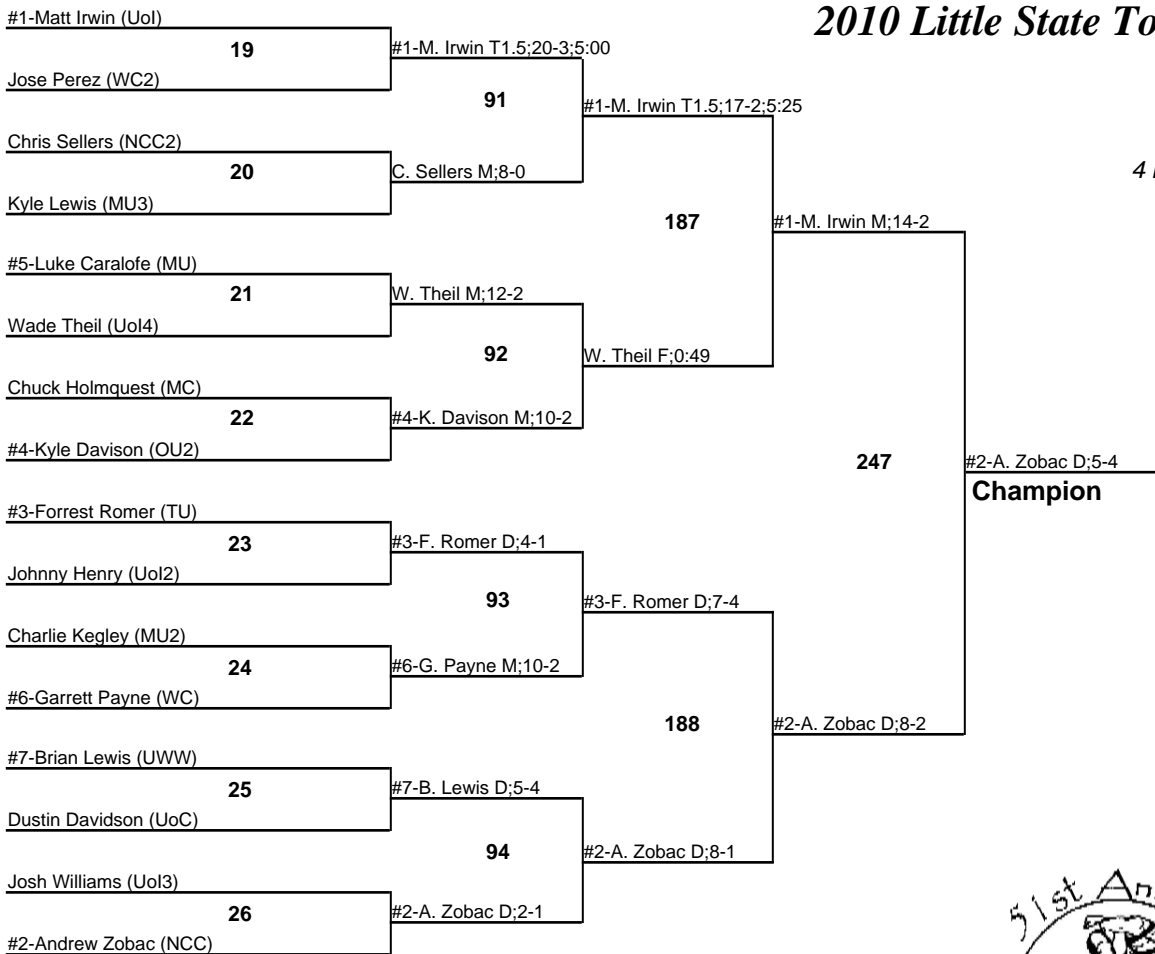 2010 Little State To
#1-Matt Irwin (UoI)
19
#1-M. Irwin T1.5;20-3;5:00
Jose Perez (WC2)
91
#1-M. Irwin T1.5;17-2;5:25
Chris Sellers (NCC2)
20
C. Sellers M;8-0
4
Kyle Lewis (MU3)
187
#1-M. Irwin M;14-2
#5-Luke Caralofe (MU)
21
W. Theil M;12-2
Wade Theil (UoI4)
92
W. Theil F;0:49
Chuck Holmquest (MC)
22
#4-K. Davison M;10-2
#4-Kyle Davison (OU2)
247
#2-A. Zobac D;5-4
Champion
#3-Forrest Romer (TU)
23
#3-F. Romer D;4-1
Johnny Henry (UoI2)
93
#3-F. Romer D;7-4
Charlie Kegley (MU2)
24
#6-G. Payne M;10-2
#6-Garrett Payne (WC)
188
#2-A. Zobac D;8-2
#7-Brian Lewis (UWW)
25
#7-B. Lewis D;5-4
Dustin Davidson (UoC)
94
#2-A. Zobac D;8-1
Josh Williams (UoI3)
26
#2-A. Zobac D;2-1
#2-Andrew Zobac (NCC)
51st An